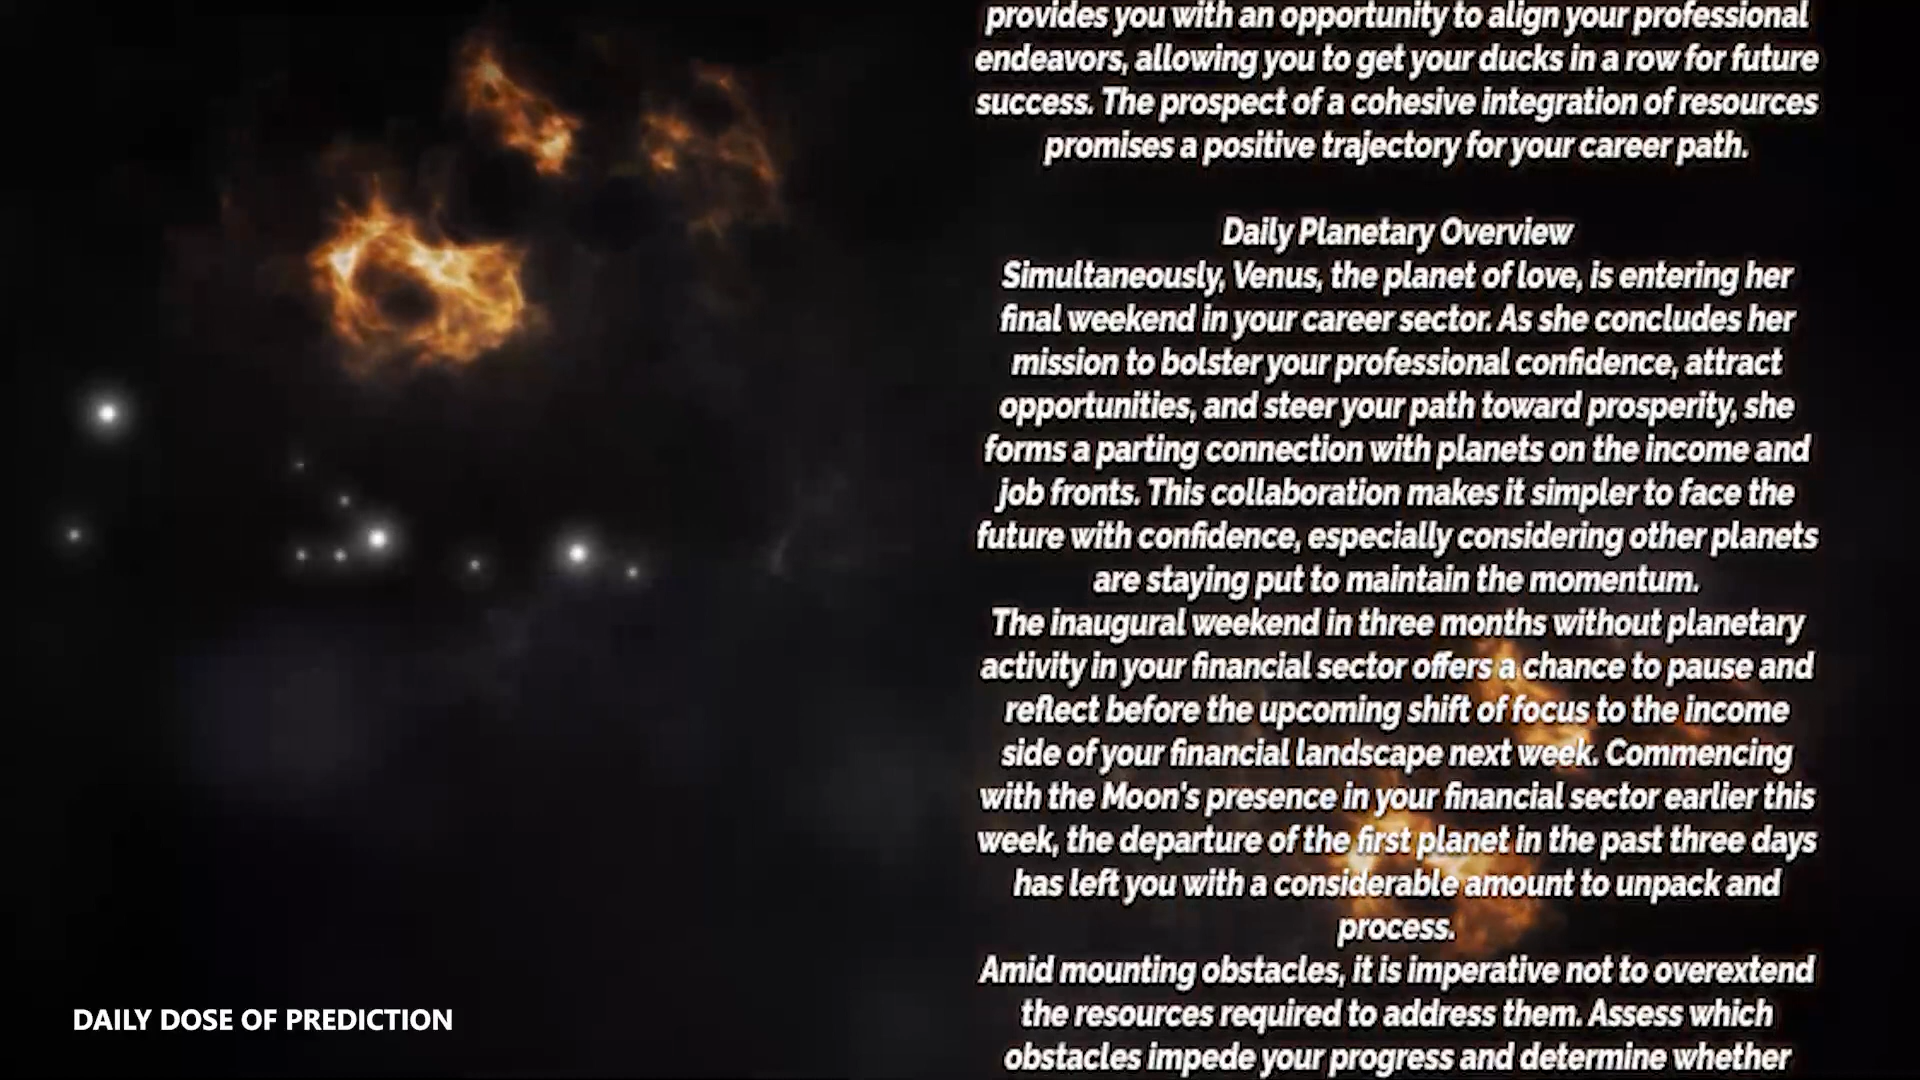 provides you with an opportunity to align your professional
endeavors, allowing you to get your ducks in a row for future
success. The prospect of a cohesive integration of resources
promises a positive trajectory for your career path.
Daily Planetary Overview
Simultaneously, Venus, the planet of love, is entering her
final weekend in your career sector. As she concludes her
mission to bolster your professional confidence, attract
opportunities, and steer your path toward prosperity, she
forms a parting connection with planets on the income and
job fronts. This collaboration makes it simpler to face the
future with confidence, especially considering other planets
are staying put to maintain the momentum.
The inaugural weekend in three months without planetary
activity in your financial sector offers a chance to pause and
reflect before the upcoming shift of focus to the income
side of your financial landscape next week. Commencing
with the Moon's presence in your financial sector earlier this
week, the departure of the first planet in the past three days
has left you with a considerable amount to unpack and
process.
Amid mounting obstacles, it is imperative not to overextend
the resources required to address them. Assess which
obstacles impede your progress and determine whether
DAILY DOSE OF PREDICTION